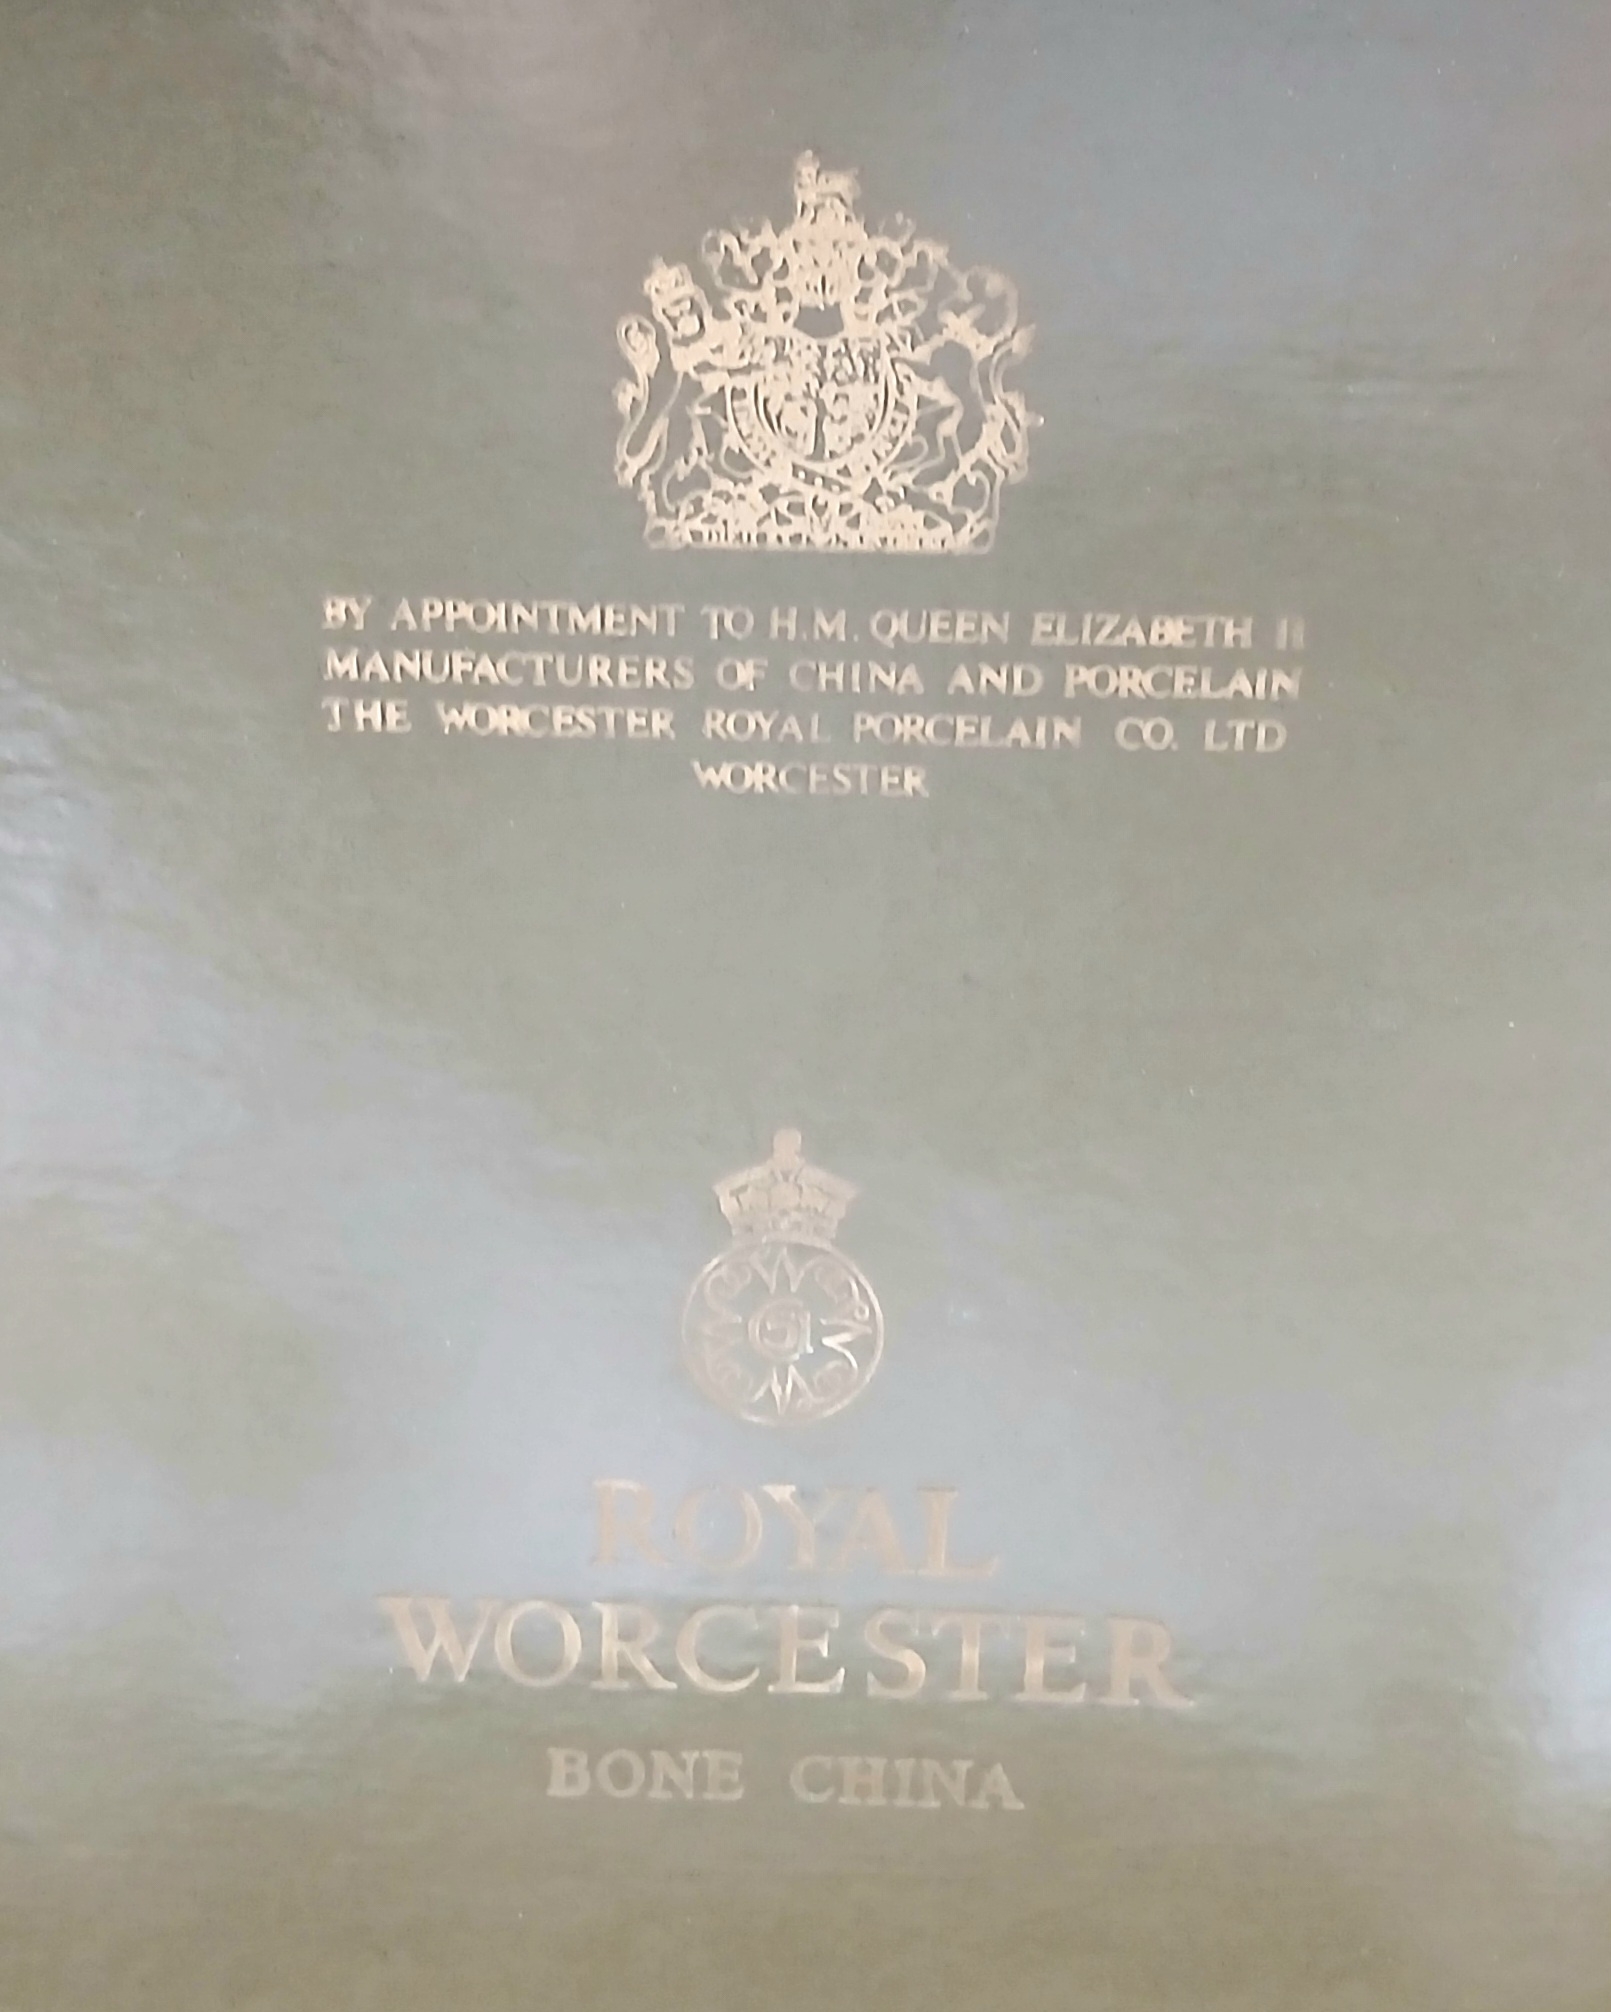 BY APPOINTMENT TO H.M. QUEEN ELIZABETH II
MANUFACTURERS OF CHINA AND PORCELAIN
THE WORCESTER ROYAL PORCELAIN CO. LTD
WORCESTER
ROYAL
WORCESTER
BONE CHINA